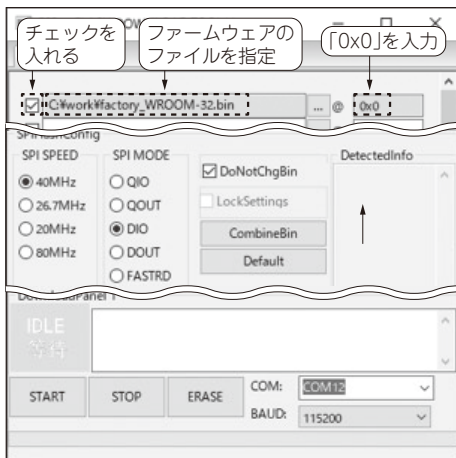 チェックを
入れる
ファームウェアの
ファイルを指定
「0x0」を入力
C:¥work¥factory_WROOM-32.bin
...
@
0x0
SPI SPEED
40MHz
26.7MHz
20MHz
80MHz
SPI MODE
QIO
QOUT
DIO
DOUT
FASTRD
DoNotChgBin
LockSettings
CombineBin
Default
DetectedInfo
IDLE
等待
START
STOP
ERASE
COM:
COM12
BAUD:
115200